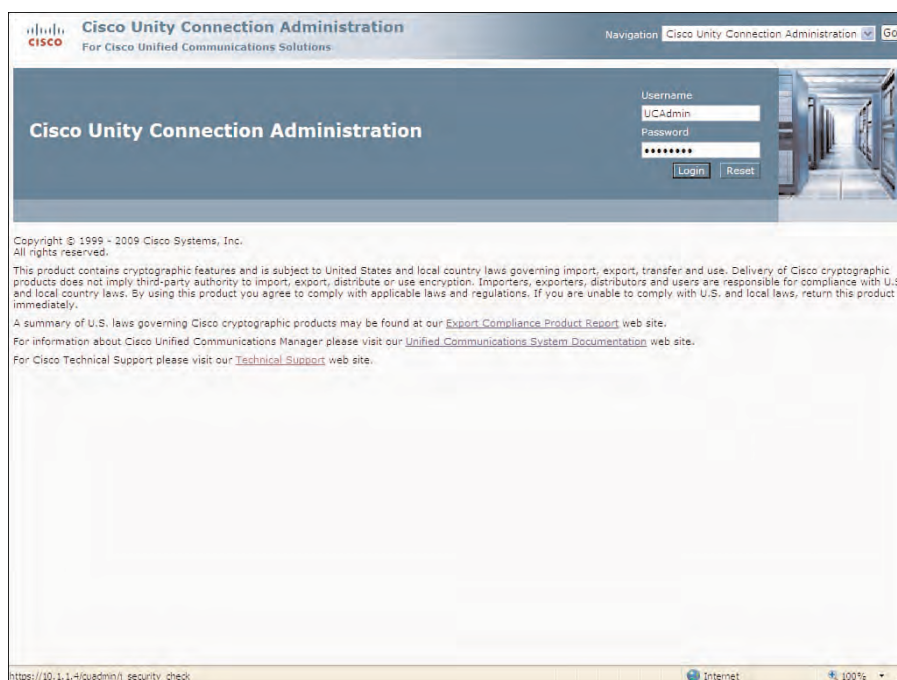 CISCO
Cisco Unity Connection Administration
For Cisco Unified Communications Solutions
Navigation Cisco Unity Connection Administration Go
Cisco Unity Connection Administration
Username
UCAdmin
Password
••••••••
Login Reset
Copyright © 1999 - 2009 Cisco Systems, Inc.
All rights reserved.
This product contains cryptographic features and is subject to United States and local country laws governing import, export, transfer and use. Delivery of Cisco cryptographic
products does not imply third-party authority to import, export, distribute or use encryption. Importers, exporters, distributors and users are responsible for compliance with U.S
and local country laws. By using this product you agree to comply with applicable laws and regulations. If you are unable to comply with U.S. and local laws, return this product
immediately.
A summary of U.S. laws governing Cisco cryptographic products may be found at our Export Compliance Product Report web site.
For information about Cisco Unified Communications Manager please visit our Unified Communications System Documentation web site.
For Cisco Technical Support please visit our Technical Support web site.
https://10.1.1.4/cuadmin/j_security_check Internet 100%